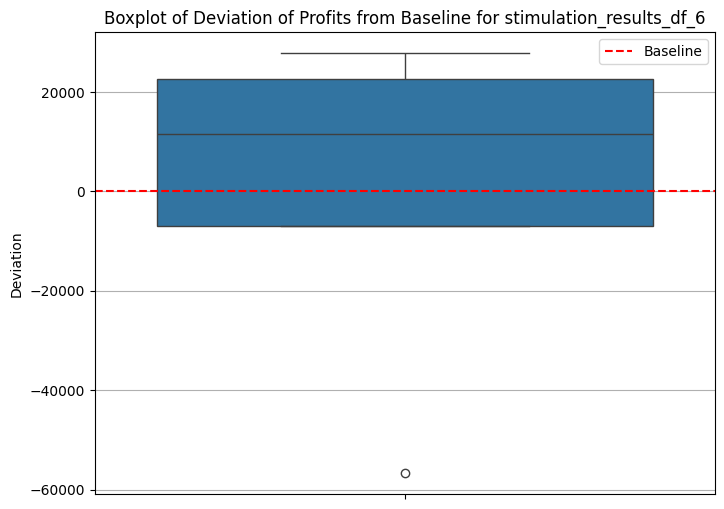 Boxplot of Deviation of Profits from Baseline for stimulation_results_df_6
Baseline
20000
0
−20000
−40000
−60000
Deviation